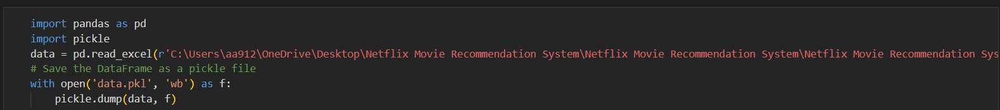 import pandas as pd
import pickle
data = pd.read_excel(r'C:\Users\aa912\OneDrive\Desktop\Netflix Movie Recommendation System\Netflix Movie Recommendation System\Netflix Movie Recommendation Sys
# Save the DataFrame as a pickle file
with open('data.pkl', 'wb') as f:
    pickle.dump(data, f)